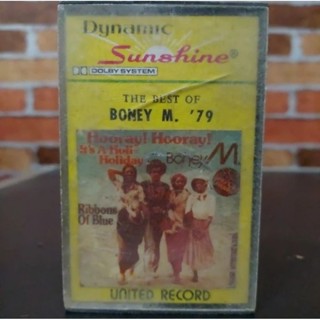 Dynamic
Sunshine®
DOLBY SYSTEM
THE BEST OF
BONEY M. '79
Hooray! Hooray!
It's A Holi-
Holiday
Boney M.
Ribbons
Of Blue
UNITED RECORD